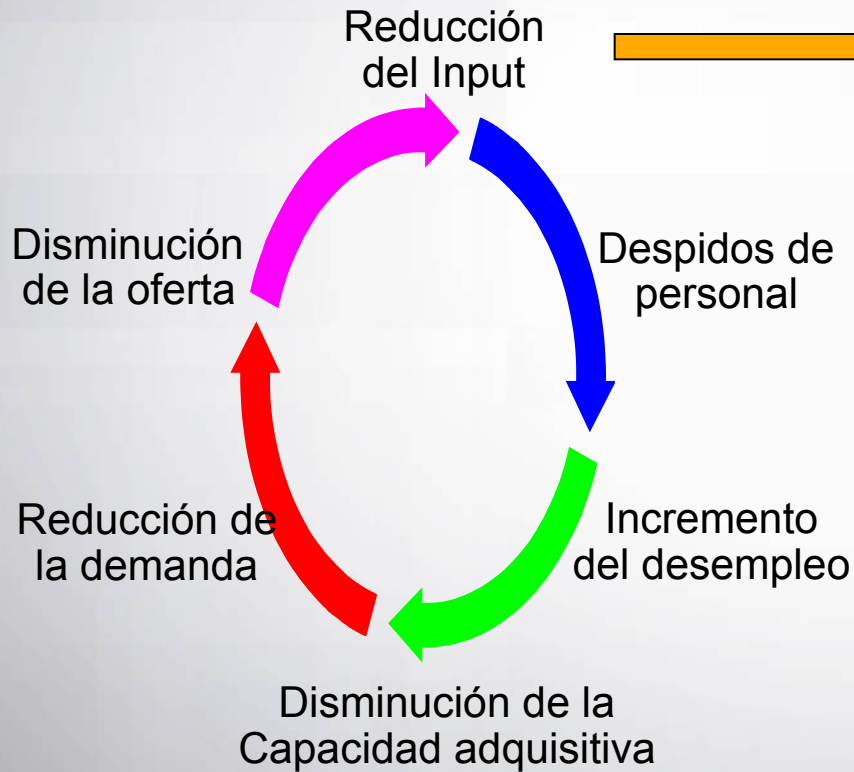 Reducción
del Input
Despidos de
personal
Incremento
del desempleo
Disminución de la
Capacidad adquisitiva
Reducción de
la demanda
Disminución
de la oferta